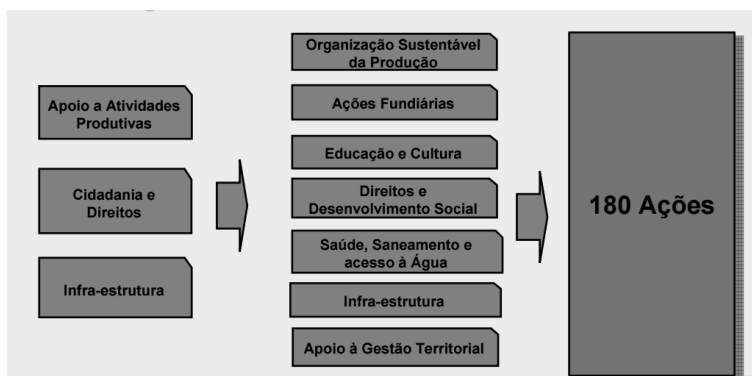 Apoio a Atividades
Produtivas
Cidadania e
Direitos
Infra-estrutura
Organização Sustentável
da Produção
Ações Fundiárias
Educação e Cultura
Direitos e
Desenvolvimento Social
Saúde, Saneamento e
acesso à Água
Infra-estrutura
Apoio à Gestão Territorial
180 Ações